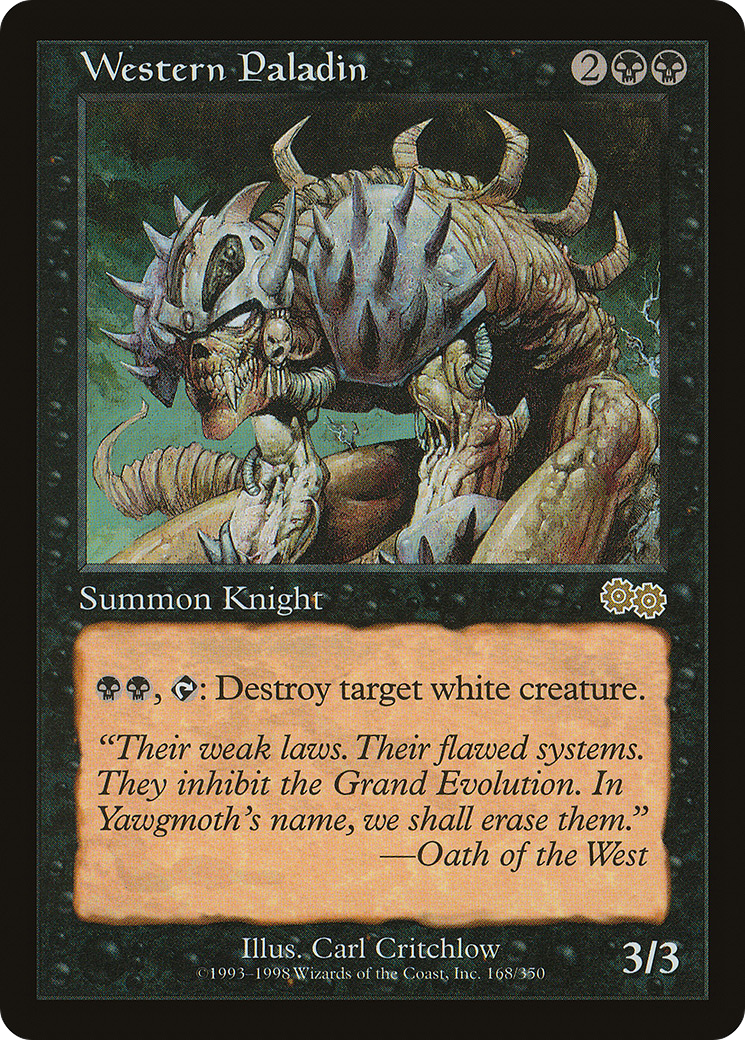 Western Paladin 2
Summon Knight
, : Destroy target white creature.
“Their weak laws. Their flawed systems.
They inhibit the Grand Evolution. In
Yawgmoth’s name, we shall erase them.”
—Oath of the West
Illus. Carl Critchlow
©1993–1998 Wizards of the Coast, Inc. 168/350
3/3